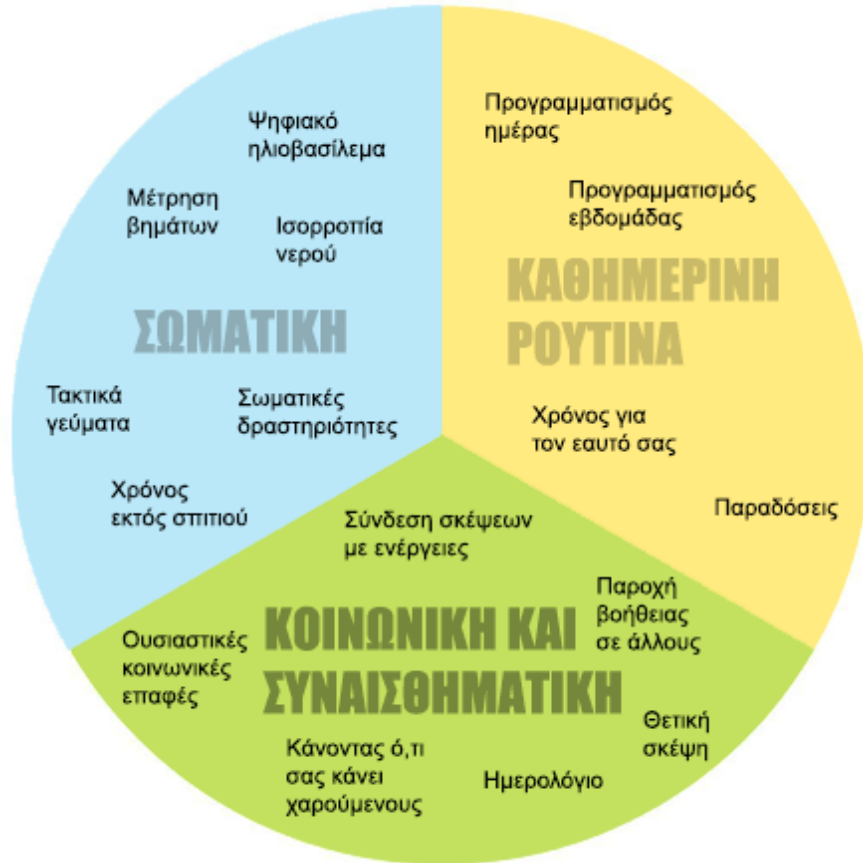 Ψηφιακό
ηλιοβασίλεμα
Μέτρηση
βημάτων
Ισορροπία
νερού
ΣΩΜΑΤΙΚΗ
Τακτικά
γεύματα
Σωματικές
δραστηριότητες
Χρόνος
εκτός σπιτιού
Προγραμματισμός
ημέρας
Προγραμματισμός
εβδομάδας
ΚΑΘΗΜΕΡΙΝΗ
ΡΟΥΤΙΝΑ
Χρόνος για
τον εαυτό σας
Παραδόσεις
Σύνδεση σκέψεων
με ενέργειες
Παροχή
βοήθειας
σε άλλους
ΚΟΙΝΩΝΙΚΗ ΚΑΙ
ΣΥΝΑΙΣΘΗΜΑΤΙΚΗ
Ουσιαστικές
κοινωνικές
επαφές
Θετική
σκέψη
Κάνοντας ό,τι
σας κάνει
χαρούμενους
Ημερολόγιο